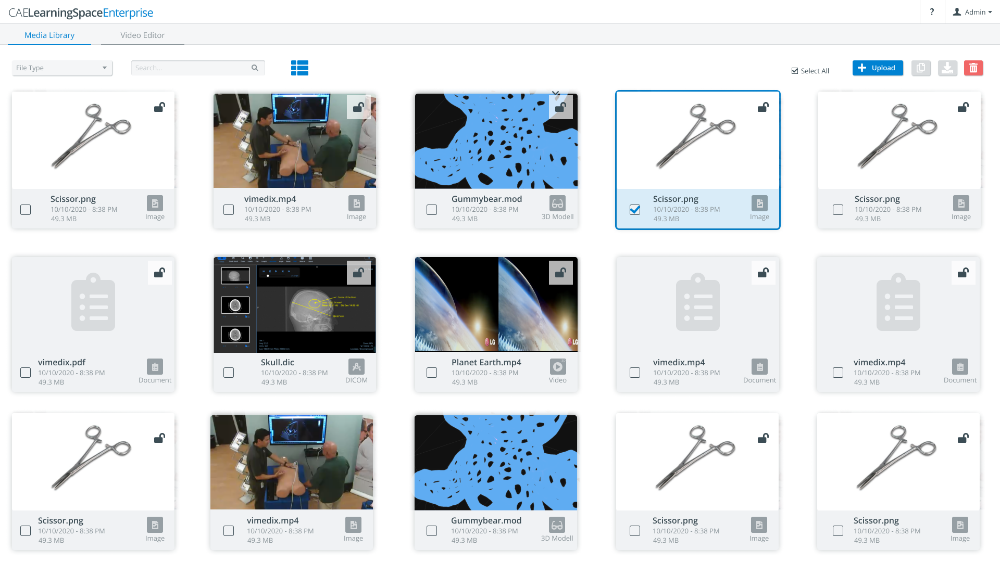 CAELearningSpaceEnterprise
?
Admin
Media Library
Video Editor
File Type
Search...
Select All
Upload
Scissor.png
10/10/2020 - 8:38 PM
49.3 MB
Image
vimedix.mp4
10/10/2020 - 8:38 PM
49.3 MB
Image
Gummybear.mod
10/10/2020 - 8:38 PM
49.3 MB
3D Modell
Scissor.png
10/10/2020 - 8:38 PM
49.3 MB
Image
Scissor.png
10/10/2020 - 8:38 PM
49.3 MB
Image
vimedix.pdf
10/10/2020 - 8:38 PM
49.3 MB
Document
Centre of the Brain
984.67 mm
Skull.dic
10/10/2020 - 8:38 PM
49.3 MB
DICOM
LG
LG
Planet Earth.mp4
10/10/2020 - 8:38 PM
49.3 MB
3D
Video
vimedix.mp4
10/10/2020 - 8:38 PM
49.3 MB
Document
vimedix.mp4
10/10/2020 - 8:38 PM
49.3 MB
Document
Scissor.png
10/10/2020 - 8:38 PM
49.3 MB
Image
vimedix.mp4
10/10/2020 - 8:38 PM
49.3 MB
Image
Gummybear.mod
10/10/2020 - 8:38 PM
49.3 MB
3D Modell
Scissor.png
10/10/2020 - 8:38 PM
49.3 MB
Image
Scissor.png
10/10/2020 - 8:38 PM
49.3 MB
Image